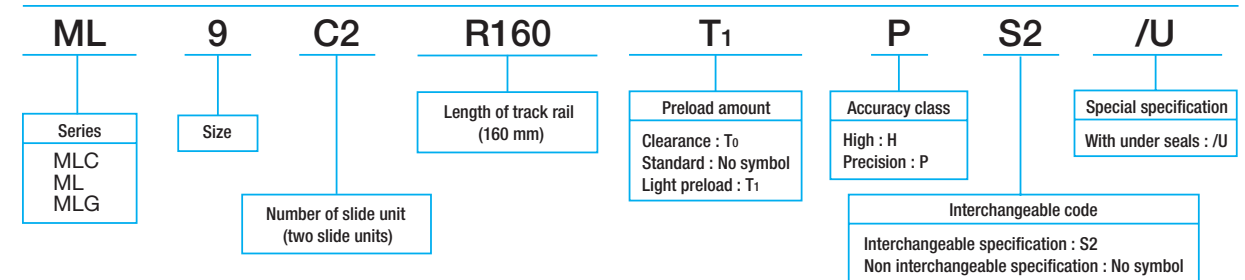 ML 9 C2 R160 T1 P S2 /U
Series
MLC
ML
MLG
Size
Number of slide unit
(two slide units)
Length of track rail
(160 mm)
Preload amount
Clearance : T0
Standard : No symbol
Light preload : T1
Accuracy class
High : H
Precision : P
Interchangeable code
Interchangeable specification : S2
Non interchangeable specification : No symbol
Special specification
With under seals : /U